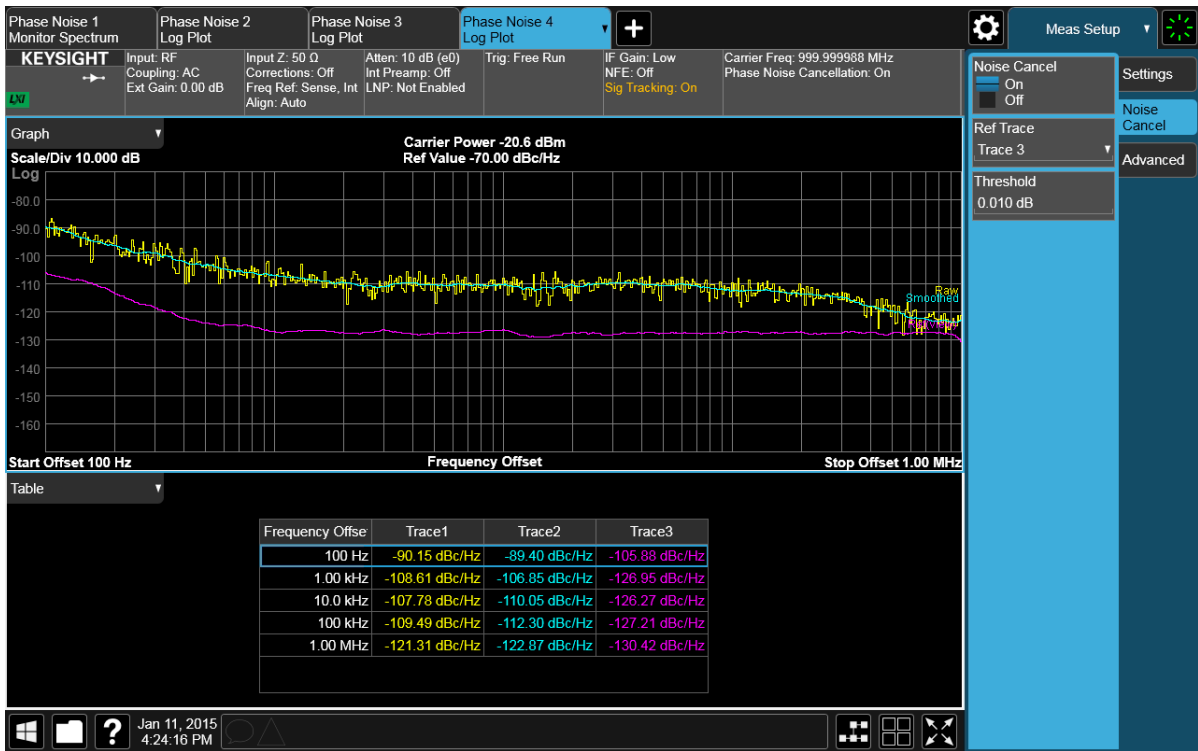 Phase Noise 1
Monitor Spectrum
Phase Noise 2
Log Plot
Phase Noise 3
Log Plot
Phase Noise 4
Log Plot
Meas Setup
KEYSIGHT
LXI
Input: RF
Coupling: AC
Ext Gain: 0.00 dB
Input Z: 50 Ω
Corrections: Off
Freq Ref: Sense, Int
Align: Auto
Atten: 10 dB (e0)
Int Preamp: Off
LNP: Not Enabled
Trig: Free Run
IF Gain: Low
NFE: Off
Sig Tracking: On
Carrier Freq: 999.999988 MHz
Phase Noise Cancellation: On
Noise Cancel
On
Off
Ref Trace
Trace 3
Threshold
0.010 dB
Settings
Noise
Cancel
Advanced
Graph
Scale/Div 10.000 dB
Carrier Power -20.6 dBm
Ref Value -70.00 dBc/Hz
Log
-80.0
-90.0
-100
-110
-120
-130
-140
-150
-160
Raw
Smoothed
Start Offset 100 Hz
Frequency Offset
Stop Offset 1.00 MHz
Table
Frequency Offse Trace1 Trace2 Trace3
100 Hz -90.15 dBc/Hz -89.40 dBc/Hz -105.88 dBc/Hz
1.00 kHz -108.61 dBc/Hz -106.85 dBc/Hz -126.95 dBc/Hz
10.0 kHz -107.78 dBc/Hz -110.05 dBc/Hz -126.27 dBc/Hz
100 kHz -109.49 dBc/Hz -112.30 dBc/Hz -127.21 dBc/Hz
1.00 MHz -121.31 dBc/Hz -122.87 dBc/Hz -130.42 dBc/Hz
?
Jan 11, 2015
4:24:16 PM